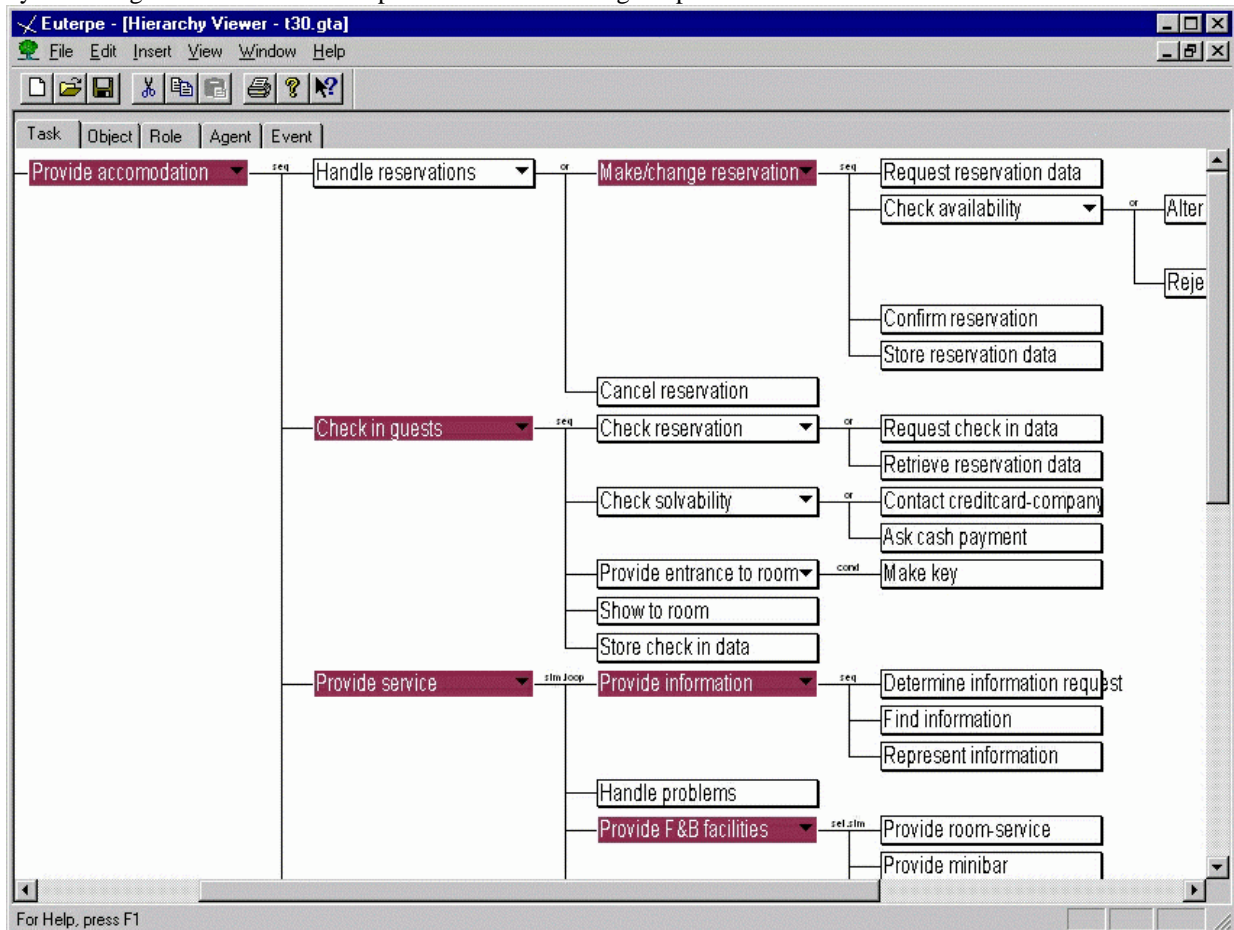 Euterpe - [Hierarchy Viewer - t30.gta]
File Edit Insert View Window Help
Task Object Role Agent Event
Provide accomodation seq Handle reservations or Make/change reservation seq Request reservation data
Check availability or Alter
Reje
Confirm reservation
Store reservation data
Cancel reservation
Check in guests seq Check reservation or Request check in data
Retrieve reservation data
Check solvability or Contact creditcard-company
Ask cash payment
Provide entrance to room cond Make key
Show to room
Store check in data
Provide service sim.loop Provide information seq Determine information request
Find information
Represent information
Handle problems
Provide F&B facilities sel.sim Provide room-service
Provide minibar
For Help, press F1